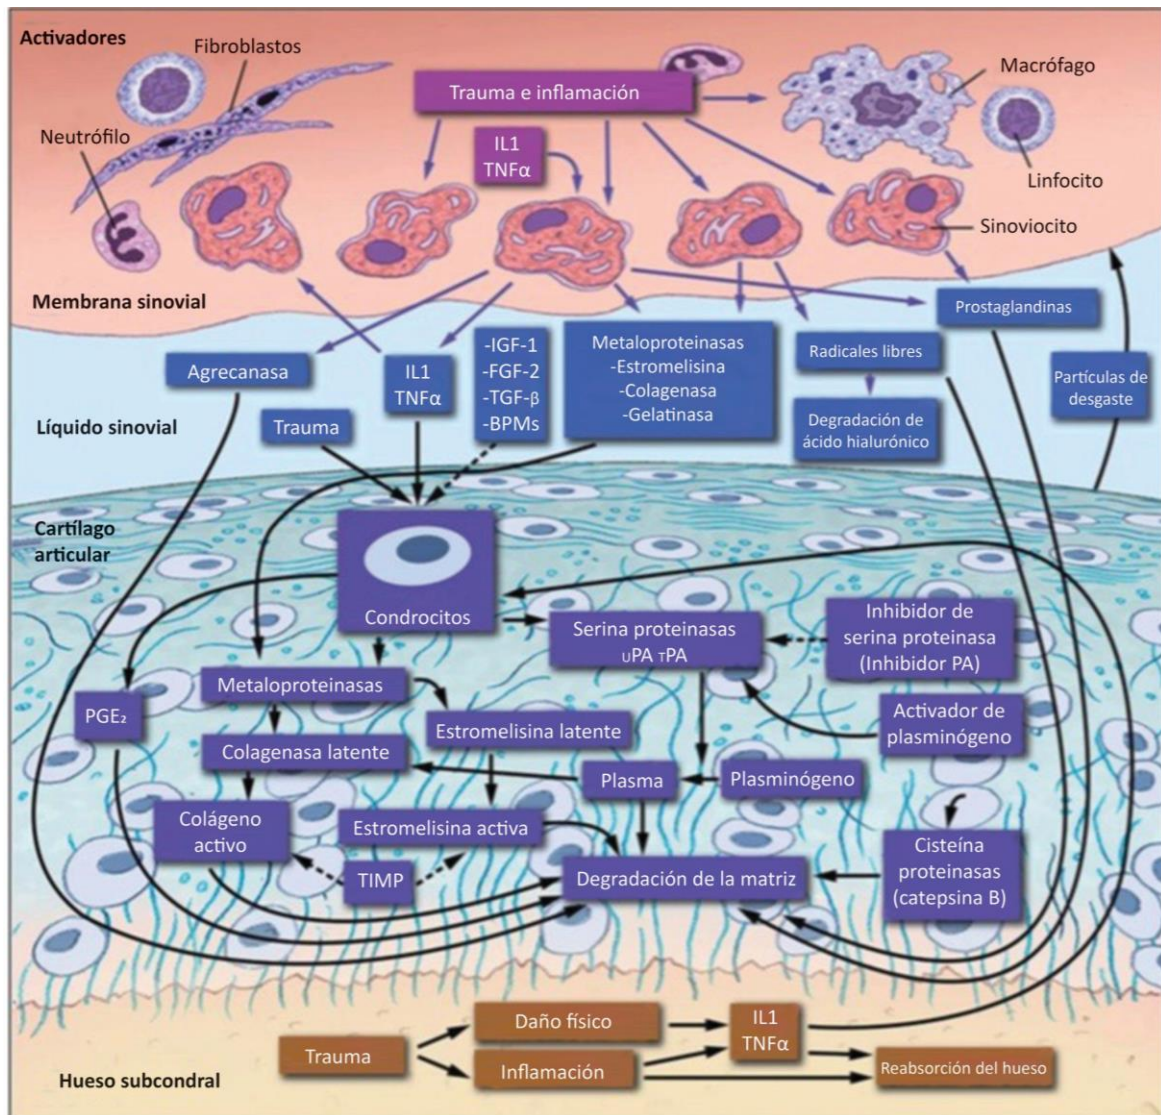 Activadores
Fibroblastos
Neutrófilo
Trauma e inflamación
IL1
TNFα
Macrófago
Linfocito
Sinoviocito
Membrana sinovial
Agrecanasa
IL1
TNFα
-IGF-1
-FGF-2
-TGF-β
-BPMs
Metaloproteinasas
-Estromelisina
-Colagenasa
-Gelatinasa
Radicales libres
Degradación de
ácido hialurónico
Prostaglandinas
Partículas de
desgaste
Líquido sinovial
Trauma
Cartílago
articular
Condrocitos
Serina proteinasas
UPA TPA
Inhibidor de
serina proteinasa
(Inhibidor PA)
Metaloproteinasas
PGE₂
Estromelisina latente
Activador de
plasminógeno
Colagenasa latente
Plasma
Plasminógeno
Colágeno
activo
Estromelisina activa
TIMP
Degradación de la matriz
Cisteína
proteinasas
(catepsina B)
Hueso subcondral
Trauma
Daño físico
Inflamación
IL1
TNFα
Reabsorción del hueso